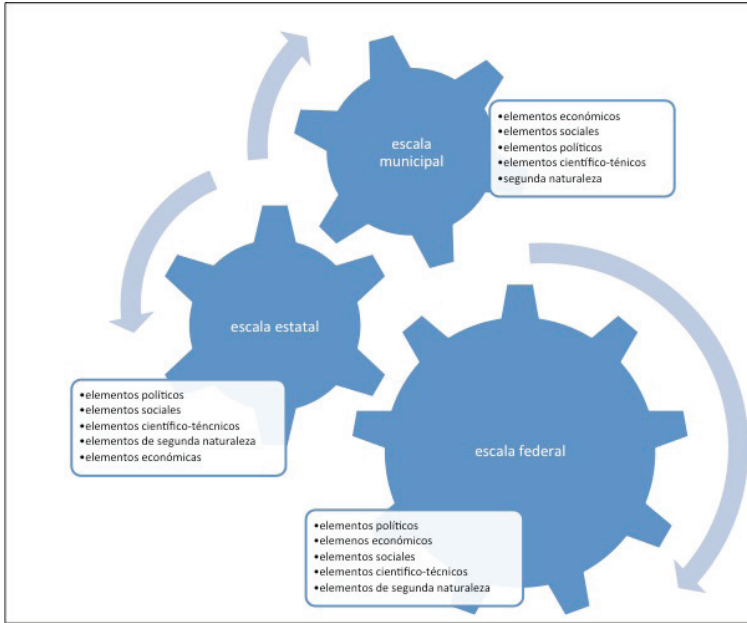 escala
municipal
•elementos económicos
•elementos sociales
•elementos políticos
•elementos científico-ténicos
•segunda naturaleza
escala estatal
•elementos políticos
•elementos sociales
•elementos científico-téncnicos
•elementos de segunda naturaleza
•elementos económicas
escala federal
•elementos políticos
•elemenos económicos
•elementos sociales
•elementos científico-técnicos
•elementos de segunda naturaleza